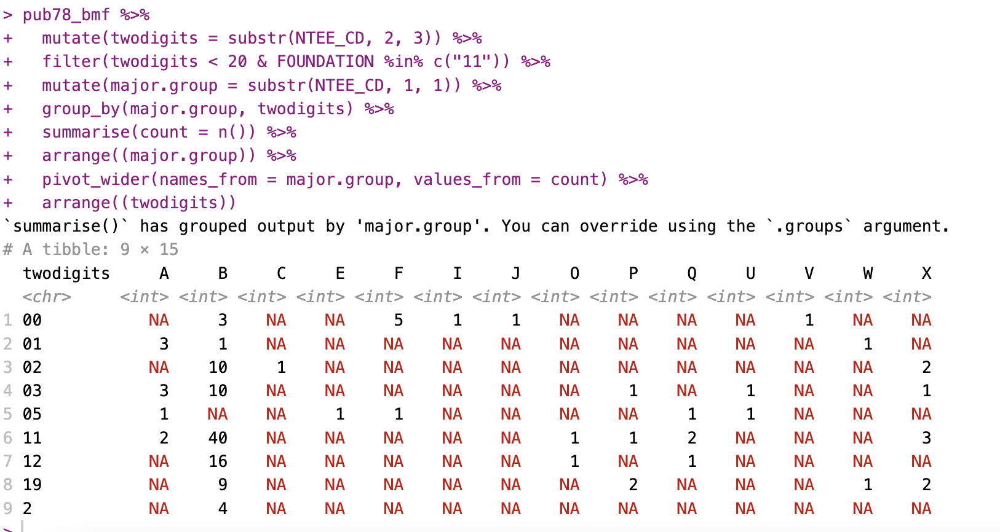 > pub78_bmf %>%
+   mutate(twodigits = substr(NTEE_CD, 2, 3)) %>%
+   filter(twodigits < 20 & FOUNDATION %in% c("11")) %>%
+   mutate(major.group = substr(NTEE_CD, 1, 1)) %>%
+   group_by(major.group, twodigits) %>%
+   summarise(count = n()) %>%
+   arrange((major.group)) %>%
+   pivot_wider(names_from = major.group, values_from = count) %>%
+   arrange((twodigits))
`summarise()` has grouped output by 'major.group'. You can override using the `.groups` argument.
# A tibble: 9 × 15
  twodigits     A     B     C     E     F     I     J     O     P     Q     U     V     W     X
  <chr>     <int> <int> <int> <int> <int> <int> <int> <int> <int> <int> <int> <int> <int> <int>
1 00           NA     3    NA    NA     5     1     1    NA    NA    NA    NA     1    NA    NA
2 01            3     1    NA    NA    NA    NA    NA    NA    NA    NA    NA    NA     1    NA
3 02           NA    10     1    NA    NA    NA    NA    NA    NA    NA    NA    NA    NA     2
4 03            3    10    NA    NA    NA    NA    NA    NA     1    NA     1    NA    NA     1
5 05            1    NA    NA     1     1    NA    NA    NA    NA     1     1    NA    NA    NA
6 11            2    40    NA    NA    NA    NA    NA     1     1     2    NA    NA    NA     3
7 12           NA    16    NA    NA    NA    NA    NA     1    NA     1    NA    NA    NA    NA
8 19           NA     9    NA    NA    NA    NA    NA    NA     2    NA    NA    NA     1     2
9 2            NA     4    NA    NA    NA    NA    NA    NA    NA    NA    NA    NA    NA    NA
>